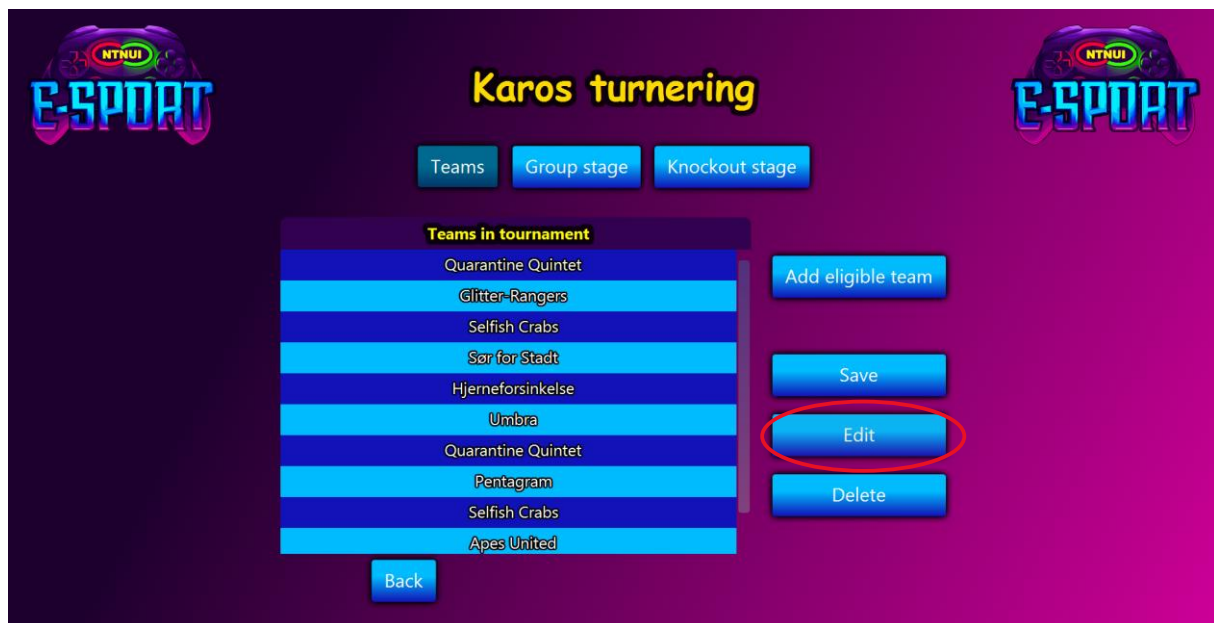 NTNUI
E-SPORT
Karos turnering
NTNUI
E-SPORT
Teams
Group stage
Knockout stage
Teams in tournament
Quarantine Quintet
Glitter-Rangers
Selfish Crabs
Sør for Stadt
Hjerneforsinkelse
Umbra
Quarantine Quintet
Pentagram
Selfish Crabs
Apes United
Add eligible team
Save
Edit
Delete
Back